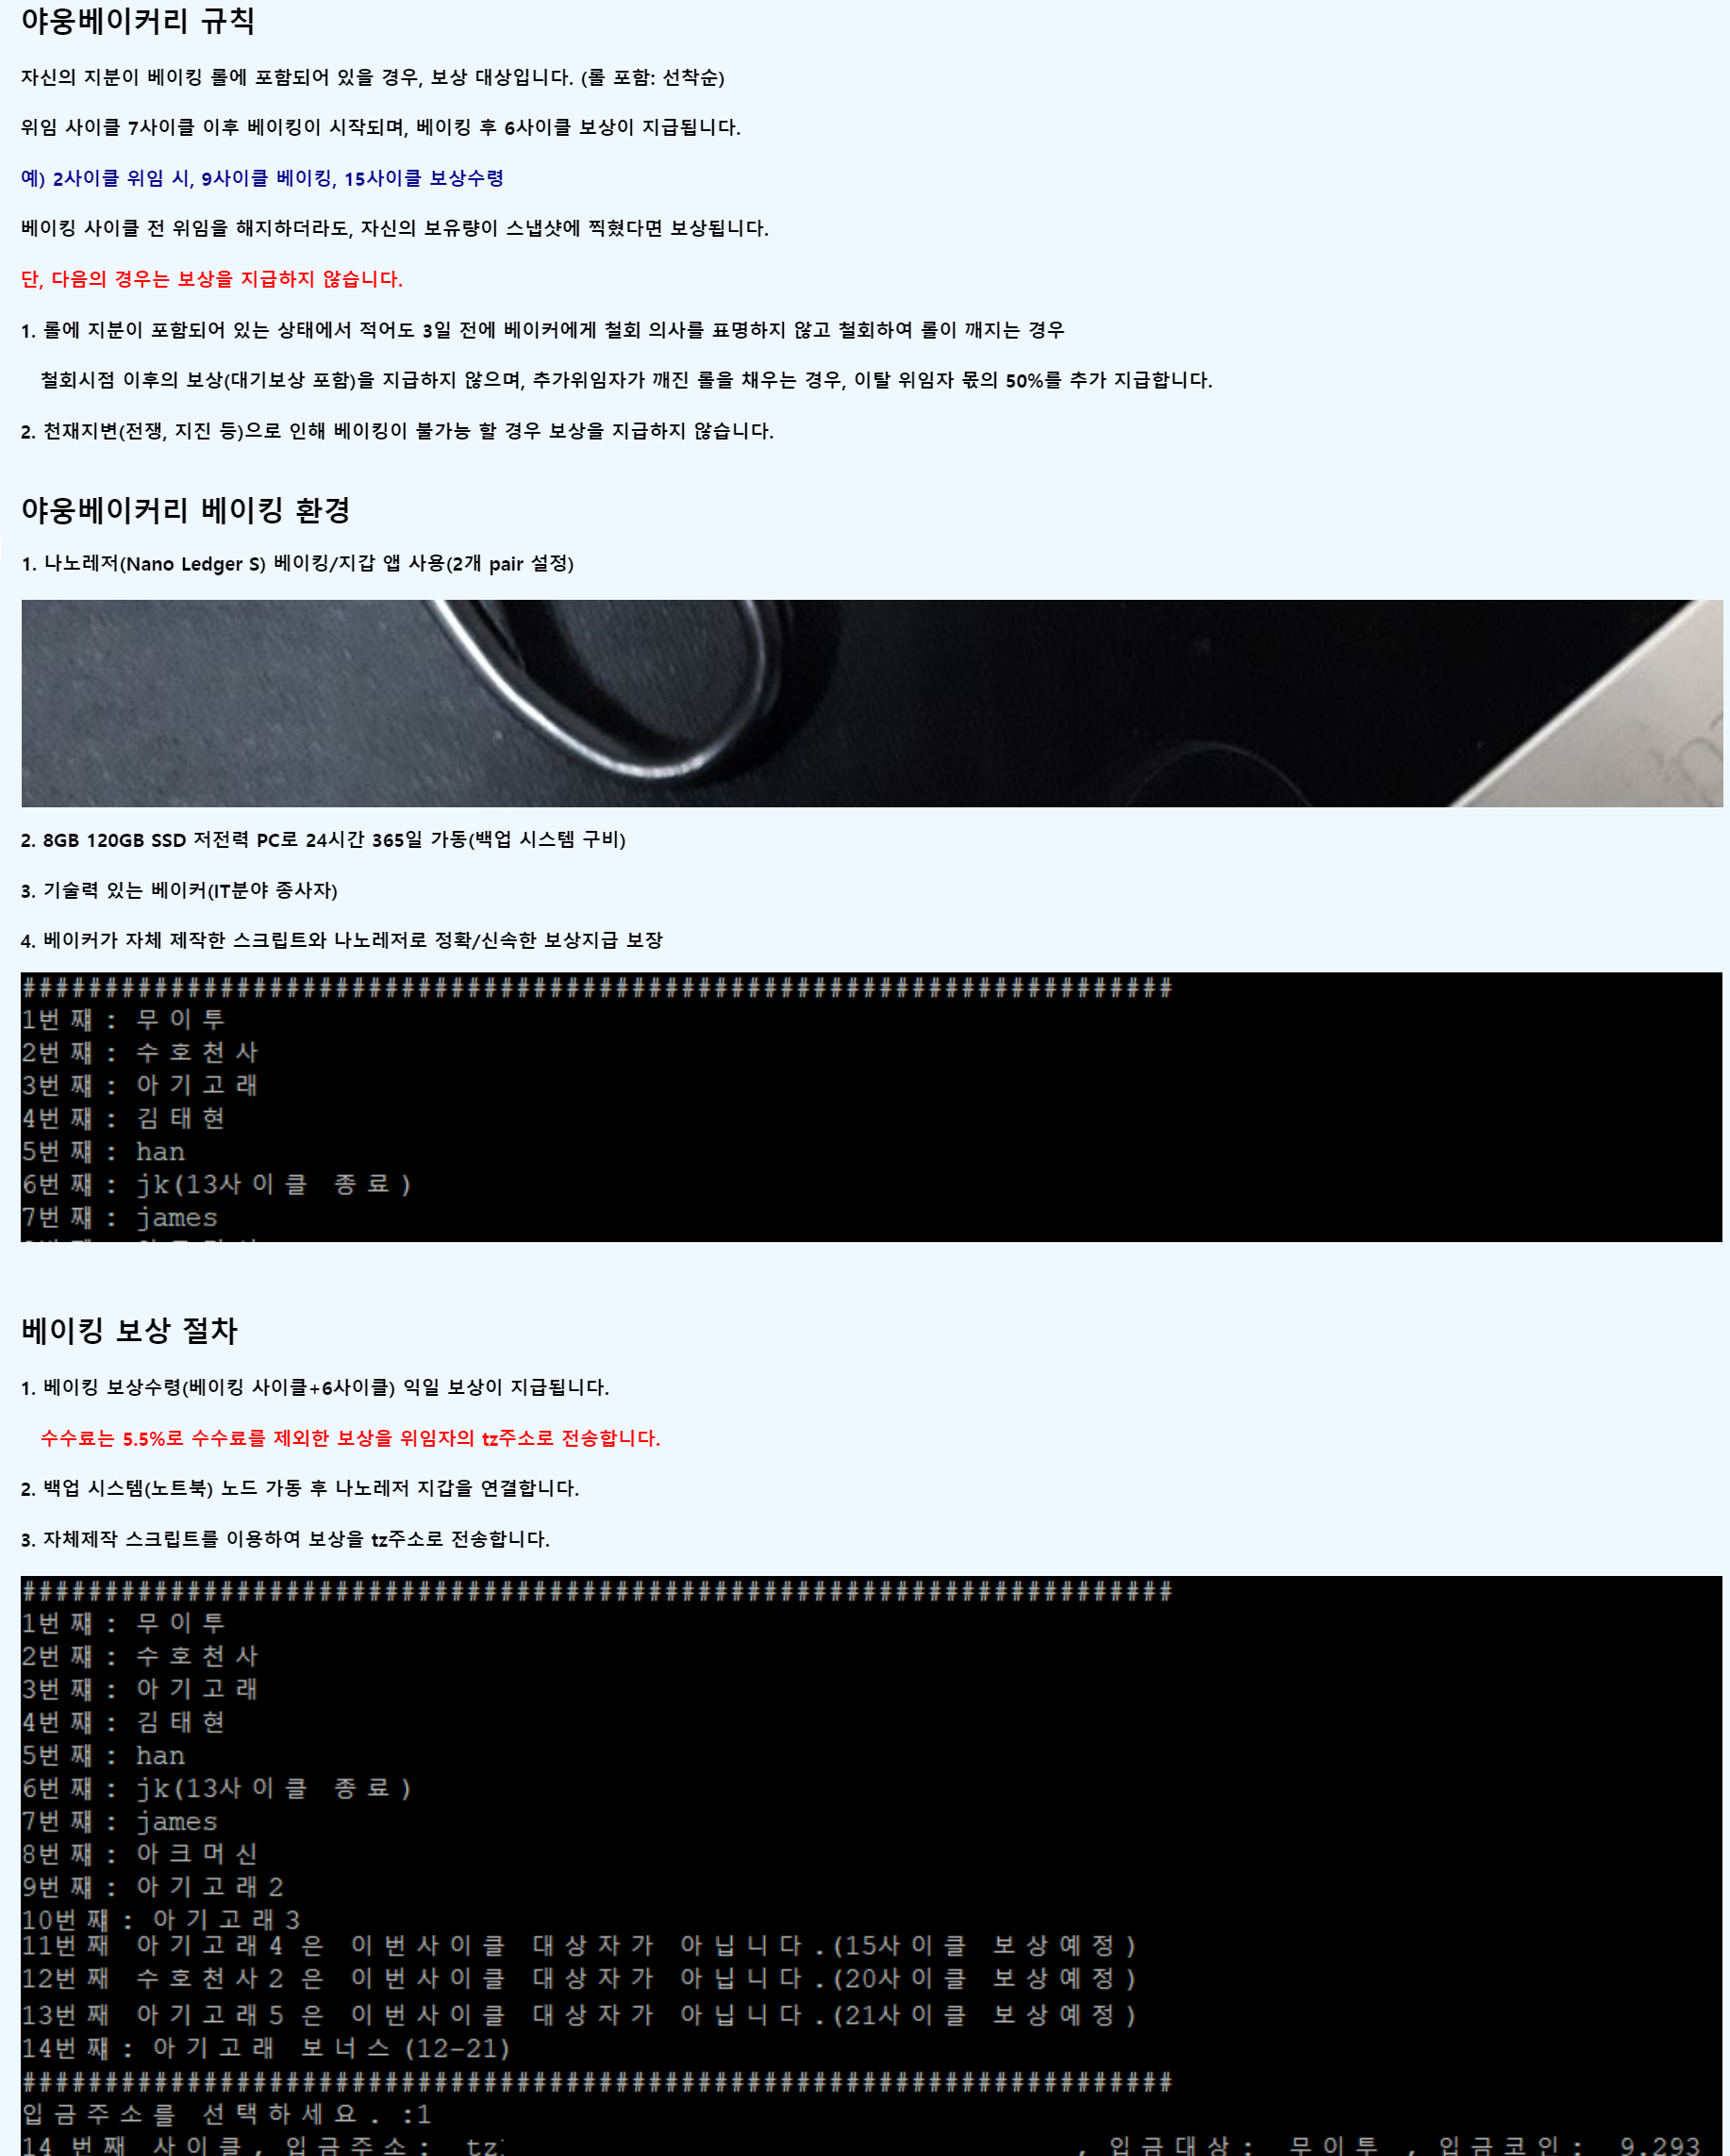 야웅베이커리 규칙
자신의 지분이 베이킹 롤에 포함되어 있을 경우, 보상 대상입니다. (롤 포함: 선착순)
위임 사이클 7사이클 이후 베이킹이 시작되며, 베이킹 후 6사이클 보상이 지급됩니다.
예) 2사이클 위임 시, 9사이클 베이킹, 15사이클 보상수령
베이킹 사이클 전 위임을 해지하더라도, 자신의 보유량이 스냅샷에 찍혔다면 보상됩니다.
단, 다음의 경우는 보상을 지급하지 않습니다.
1. 롤에 지분이 포함되어 있는 상태에서 적어도 3일 전에 베이커에게 철회 의사를 표명하지 않고 철회하여 롤이 깨지는 경우
철회시점 이후의 보상(대기보상 포함)을 지급하지 않으며, 추가위임자가 깨진 롤을 채우는 경우, 이탈 위임자 몫의 50%를 추가 지급합니다.
2. 천재지변(전쟁, 지진 등)으로 인해 베이킹이 불가능 할 경우 보상을 지급하지 않습니다.
야웅베이커리 베이킹 환경
1. 나노레저(Nano Ledger S) 베이킹/지갑 앱 사용(2개 pair 설정)
2. 8GB 120GB SSD 저전력 PC로 24시간 365일 가동(백업 시스템 구비)
3. 기술력 있는 베이커(IT분야 종사자)
4. 베이커가 자체 제작한 스크립트와 나노레저로 정확/신속한 보상지급 보장
######################################################################
1번쨰: 무이투
2번쨰: 수호천사
3번쨰: 아기고래
4번쨰: 김태현
5번쨰: han
6번쨰: jk(13사이클 종료)
7번쨰: james
베이킹 보상 절차
1. 베이킹 보상수령(베이킹 사이클+6사이클) 익일 보상이 지급됩니다.
수수료는 5.5%로 수수료를 제외한 보상을 위임자의 tz주소로 전송합니다.
2. 백업 시스템(노트북) 노드 가동 후 나노레저 지갑을 연결합니다.
3. 자체제작 스크립트를 이용하여 보상을 tz주소로 전송합니다.
######################################################################
1번쨰: 무이투
2번쨰: 수호천사
3번쨰: 아기고래
4번쨰: 김태현
5번쨰: han
6번쨰: jk(13사이클 종료)
7번쨰: james
8번쨰: 아크머신
9번쨰: 아기고래2
10번쨰: 아기고래3
11번째 아기고래4 은 이번사이클 대상자가 아닙니다.(15사이클 보상예정)
12번째 수호천사2 은 이번사이클 대상자가 아닙니다.(20사이클 보상예정)
13번째 아기고래5 은 이번사이클 대상자가 아닙니다.(21사이클 보상예정)
14번쨰: 아기고래 보너스(12-21)
######################################################################
입금주소를 선택하세요. :1
14 번째 사이클, 입금주소: tz , 입금대상: 무이투 , 입금코인: 9.293